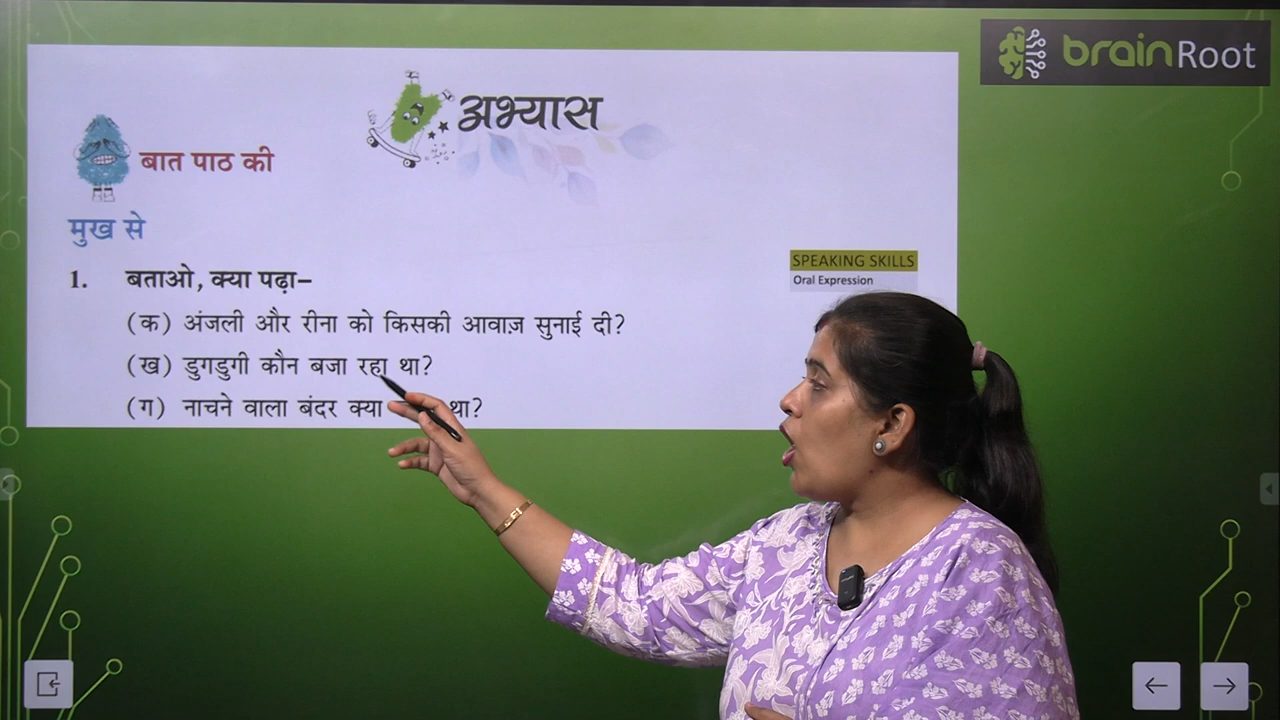 brainRoot
अभ्यास
बात पाठ की
मुख से
SPEAKING SKILLS
Oral Expression
1. बताओ, क्या पढ़ा–
(क) अंजली और रीना को किसकी आवाज़ सुनाई दी?
(ख) डुगडुगी कौन बजा रहा था?
(ग) नाचने वाला बंदर क्या था?